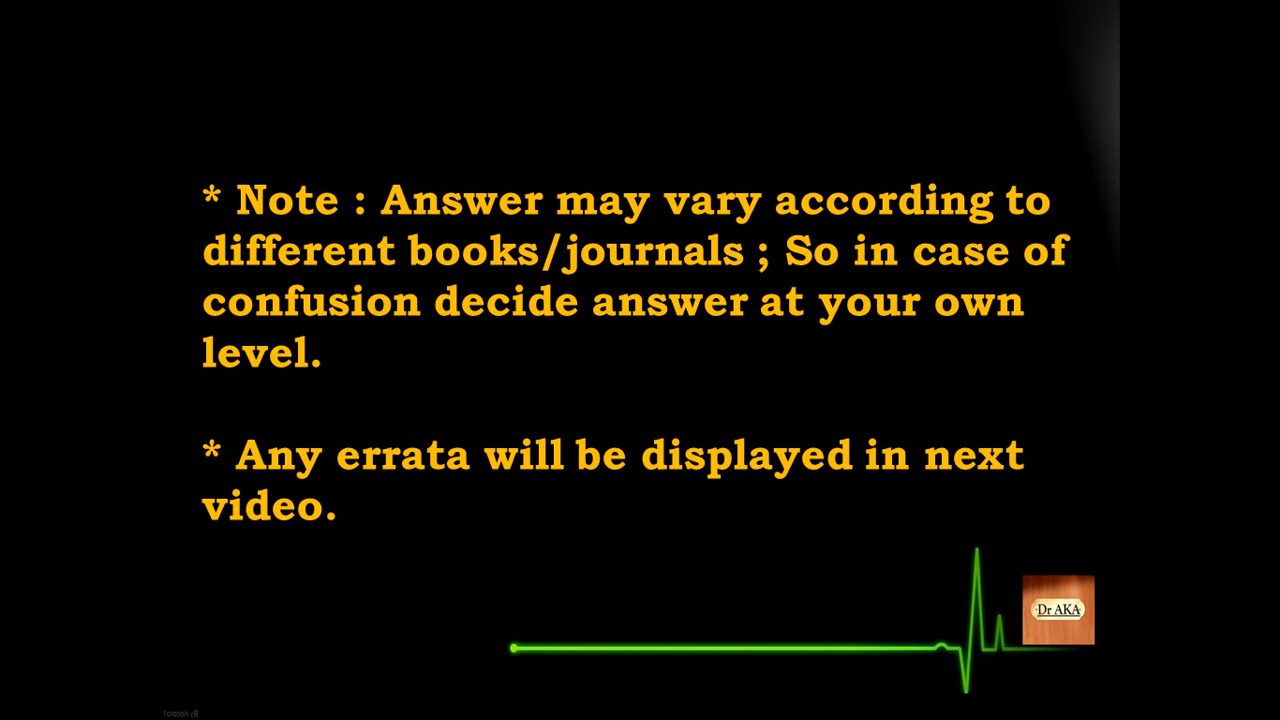 * Note : Answer may vary according to
different books/journals ; So in case of
confusion decide answer at your own
level.
* Any errata will be displayed in next
video.
Dr AKA